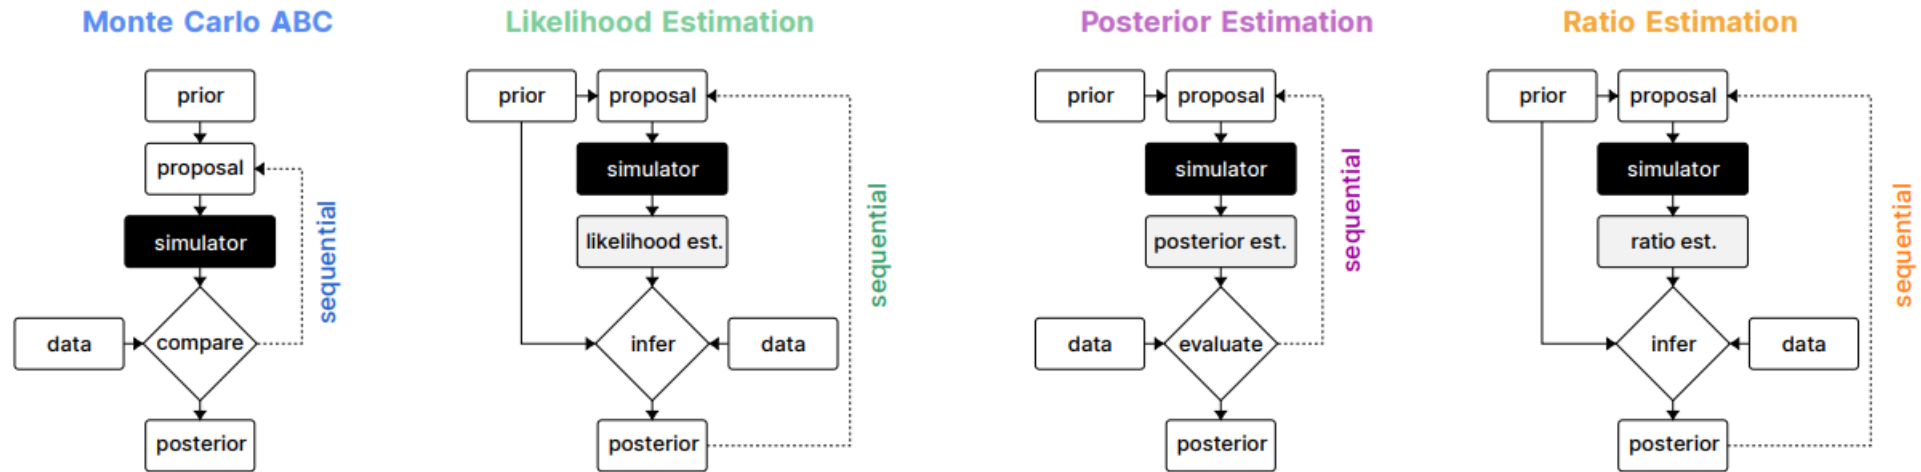 Monte Carlo ABC
prior
proposal
simulator
data
compare
posterior
sequential
Likelihood Estimation
prior
proposal
simulator
likelihood est.
infer
data
posterior
sequential
Posterior Estimation
prior
proposal
simulator
posterior est.
data
evaluate
posterior
sequential
Ratio Estimation
prior
proposal
simulator
ratio est.
infer
data
posterior
sequential